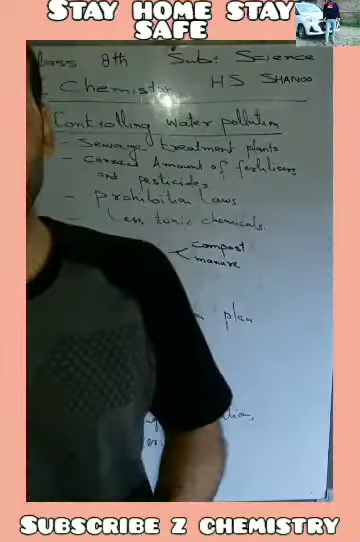 STAY HOME STAY SAFE
class 8th Sub: Science
Chemistry HS SHANOO
Controlling water pollution
- Sewage treatment plants
- Correct Amount of fertilisers
and pesticides
- Prohibition Laws
- Less toxic chemicals.
compost
manure
SUBSCRIBE Z CHEMISTRY